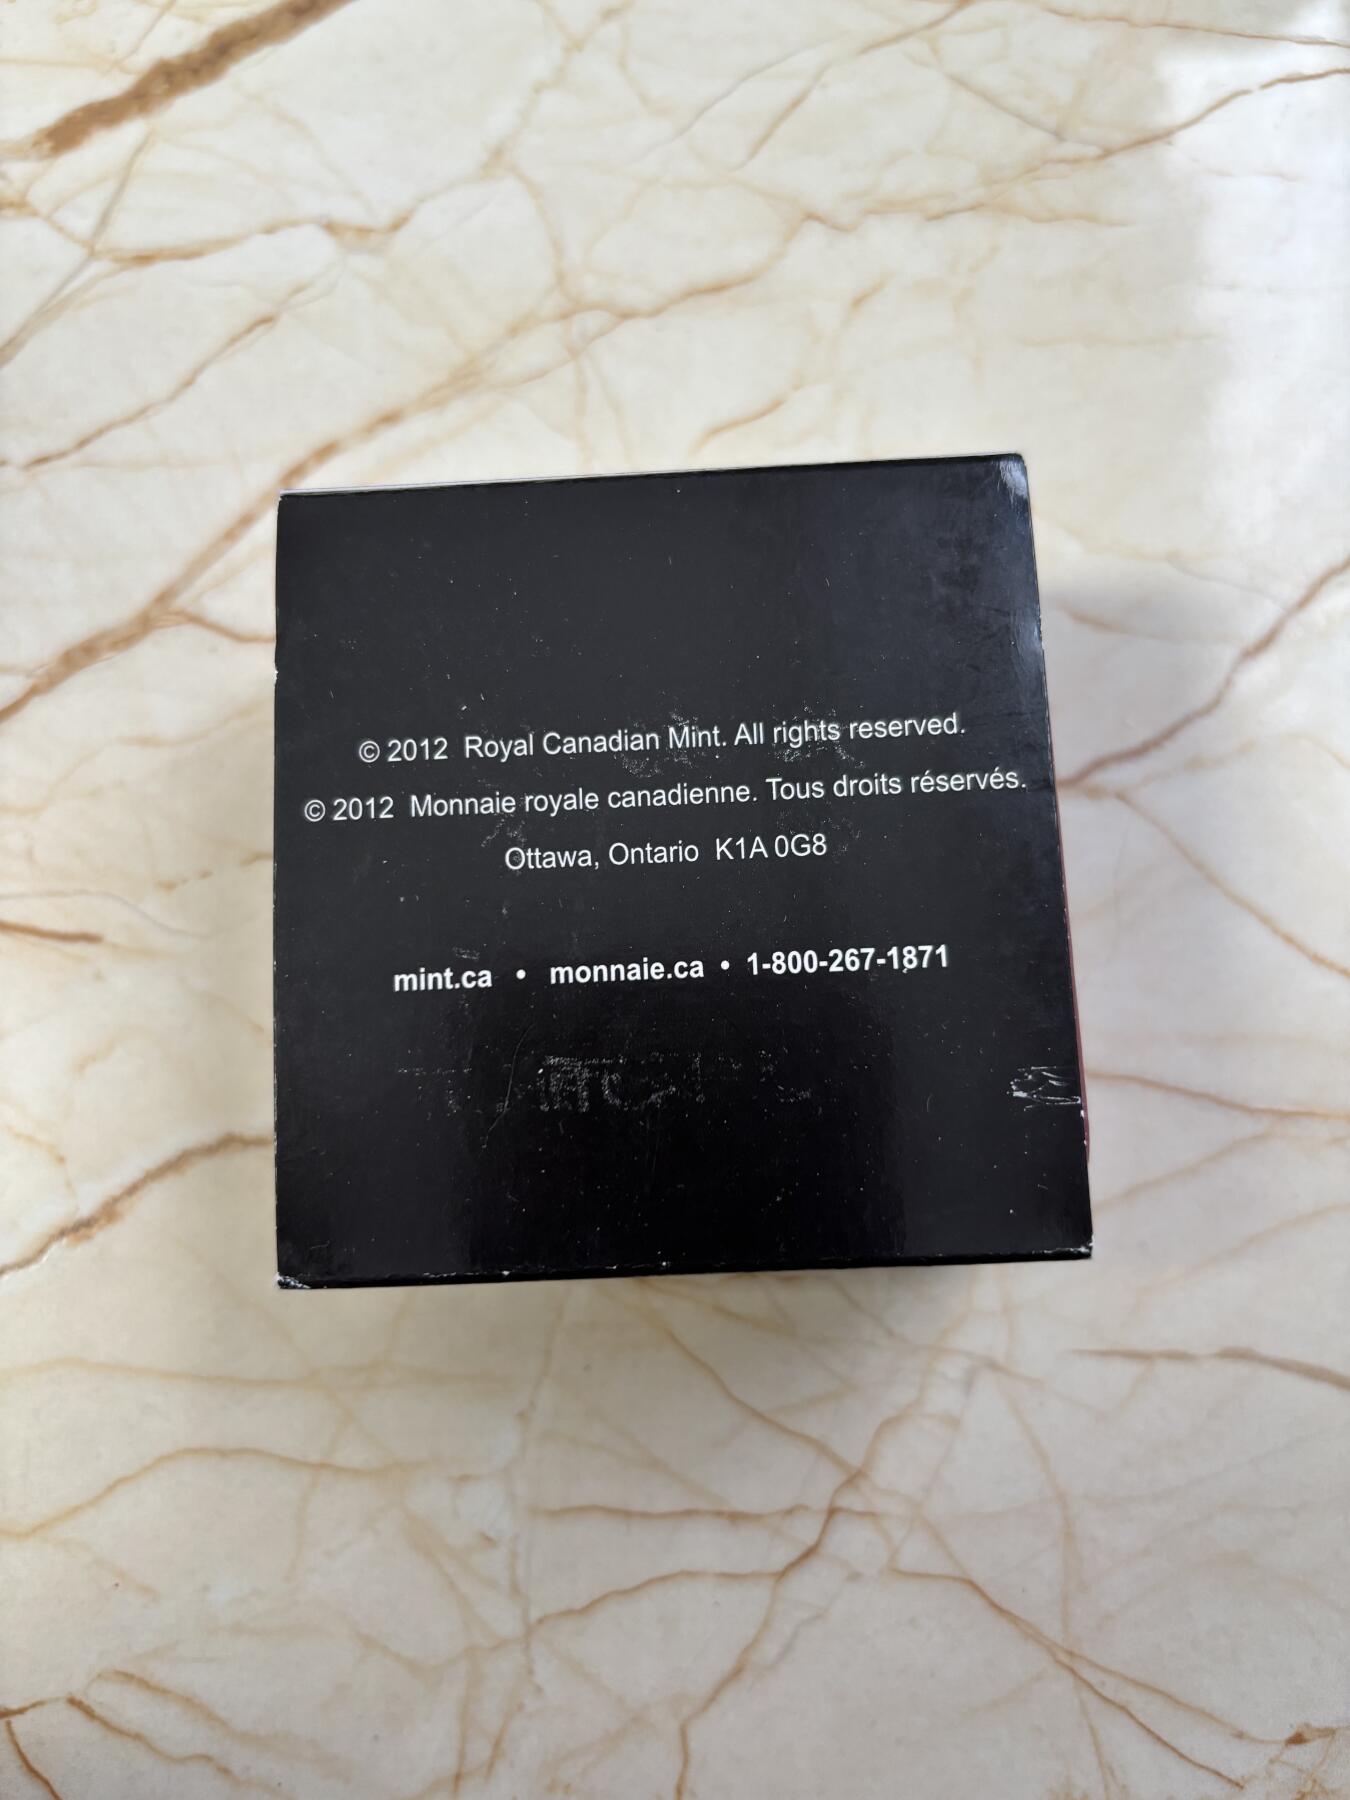 © 2012 Royal Canadian Mint. All rights reserved.
© 2012 Monnaie royale canadienne. Tous droits réservés.
Ottawa, Ontario K1A 0G8
mint.ca • monnaie.ca • 1-800-267-1871